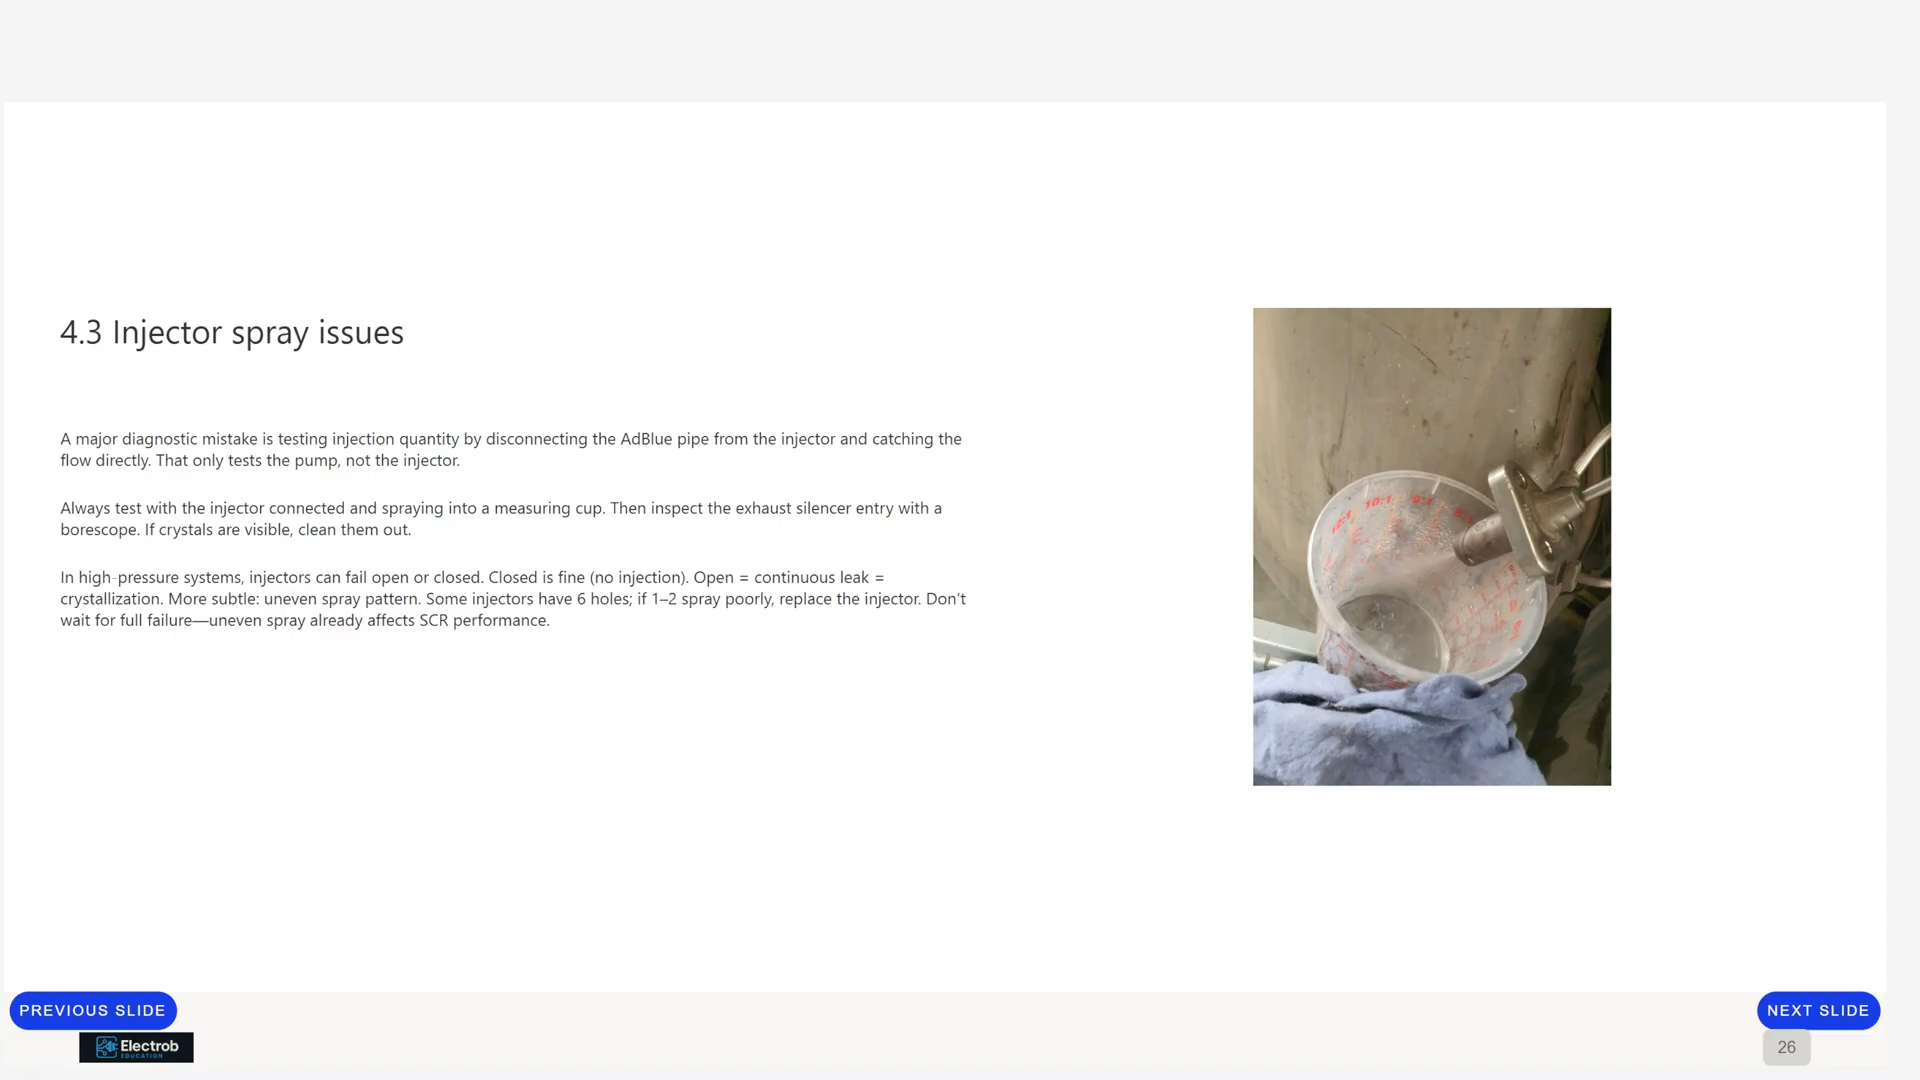 4.3 Injector spray issues
A major diagnostic mistake is testing injection quantity by disconnecting the AdBlue pipe from the injector and catching the
flow directly. That only tests the pump, not the injector.
Always test with the injector connected and spraying into a measuring cup. Then inspect the exhaust silencer entry with a
borescope. If crystals are visible, clean them out.
In high-pressure systems, injectors can fail open or closed. Closed is fine (no injection). Open = continuous leak =
crystallization. More subtle: uneven spray pattern. Some injectors have 6 holes; if 1–2 spray poorly, replace the injector. Don’t
wait for full failure—uneven spray already affects SCR performance.
10:1
9:1
PREVIOUS SLIDE
NEXT SLIDE
Electrob
EDUCATION
26